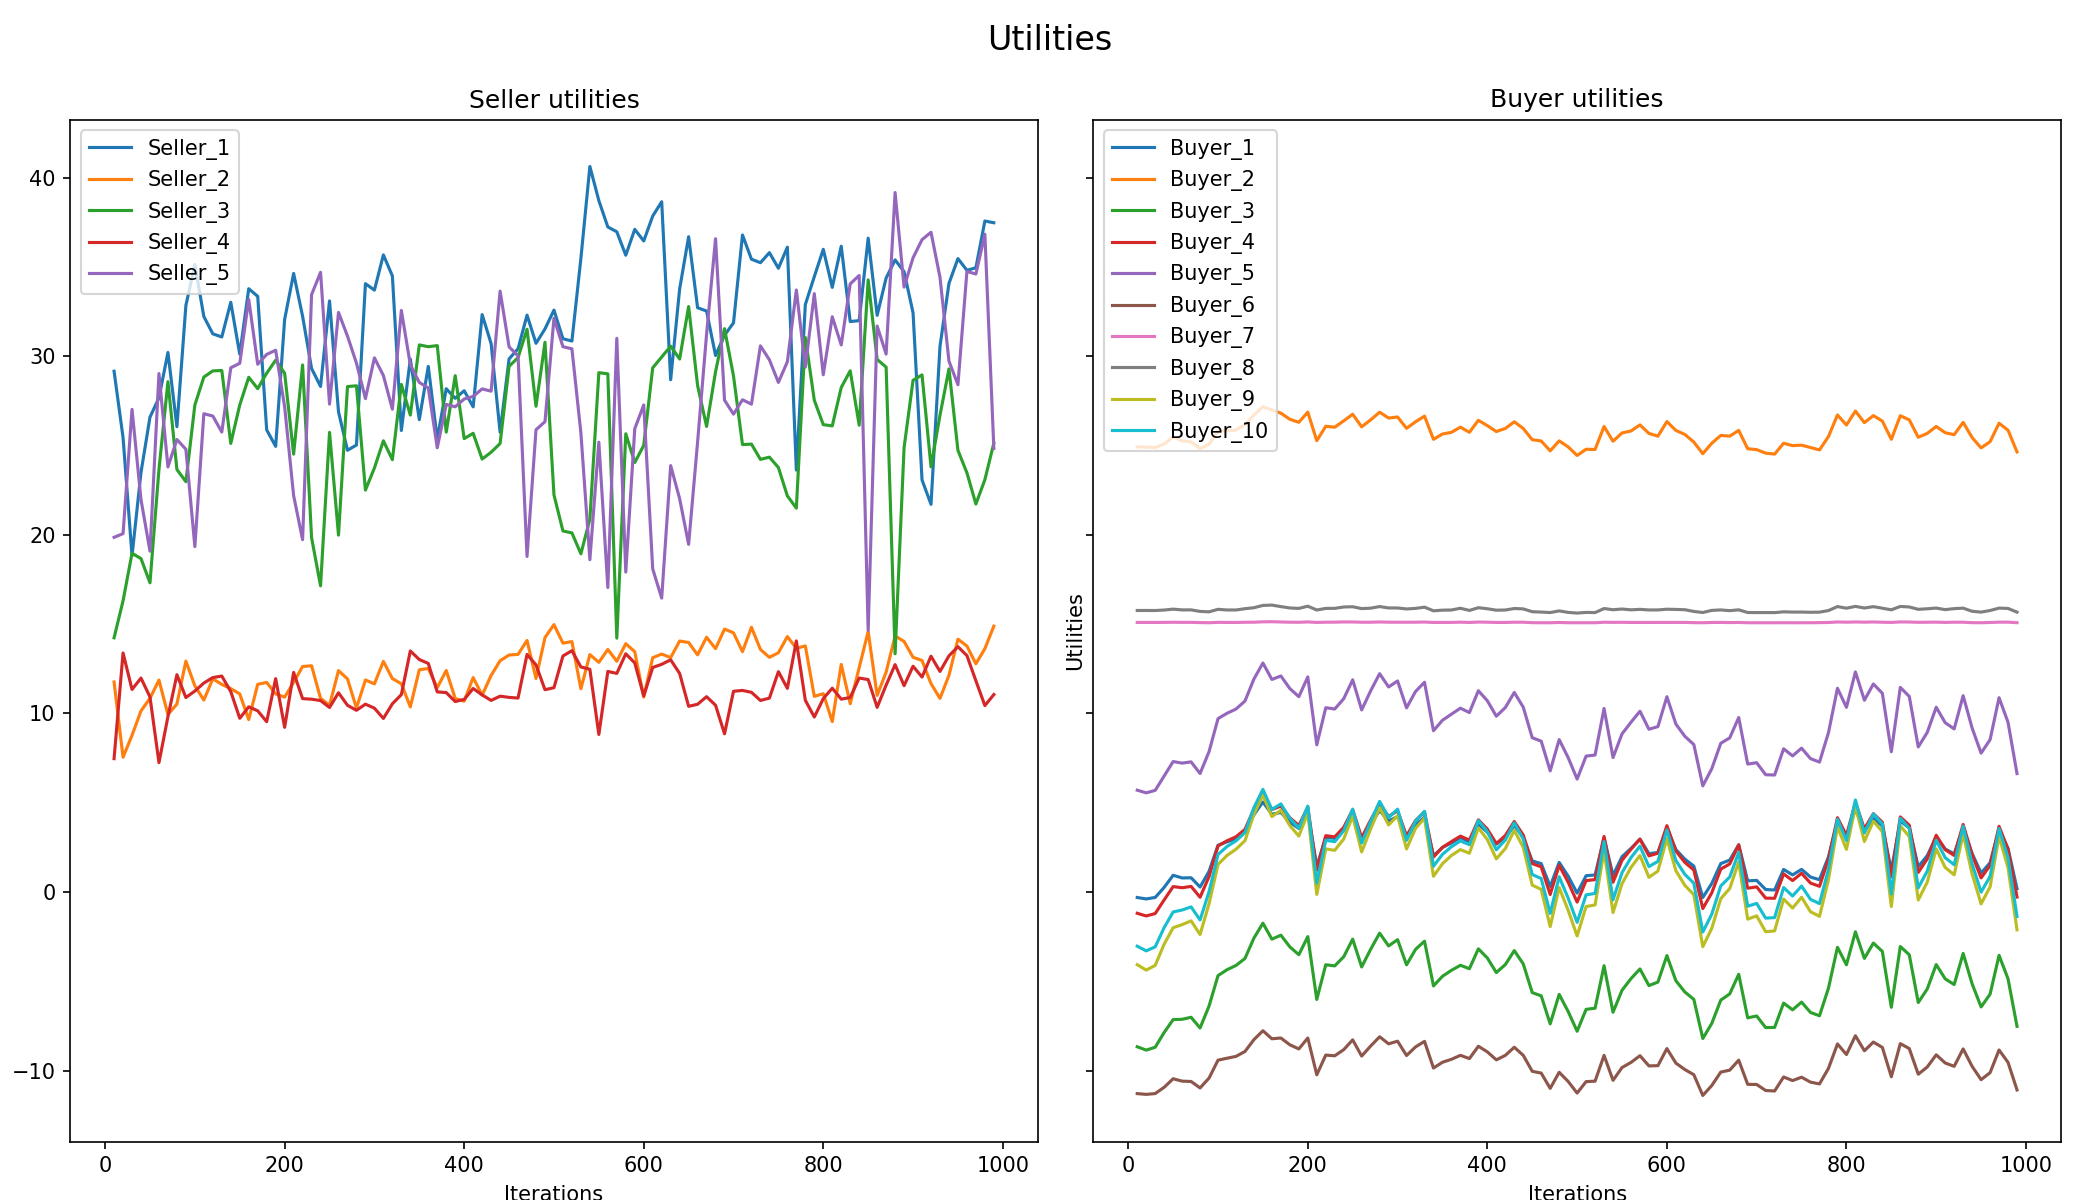 Utilities
Seller utilities
Seller_1
Seller_2
Seller_3
Seller_4
Seller_5
40
30
20
10
0
−10
0
200
400
600
800
1000
Iterations
Buyer utilities
Buyer_1
Buyer_2
Buyer_3
Buyer_4
Buyer_5
Buyer_6
Buyer_7
Buyer_8
Buyer_9
Buyer_10
Utilities
0
200
400
600
800
1000
Iterations